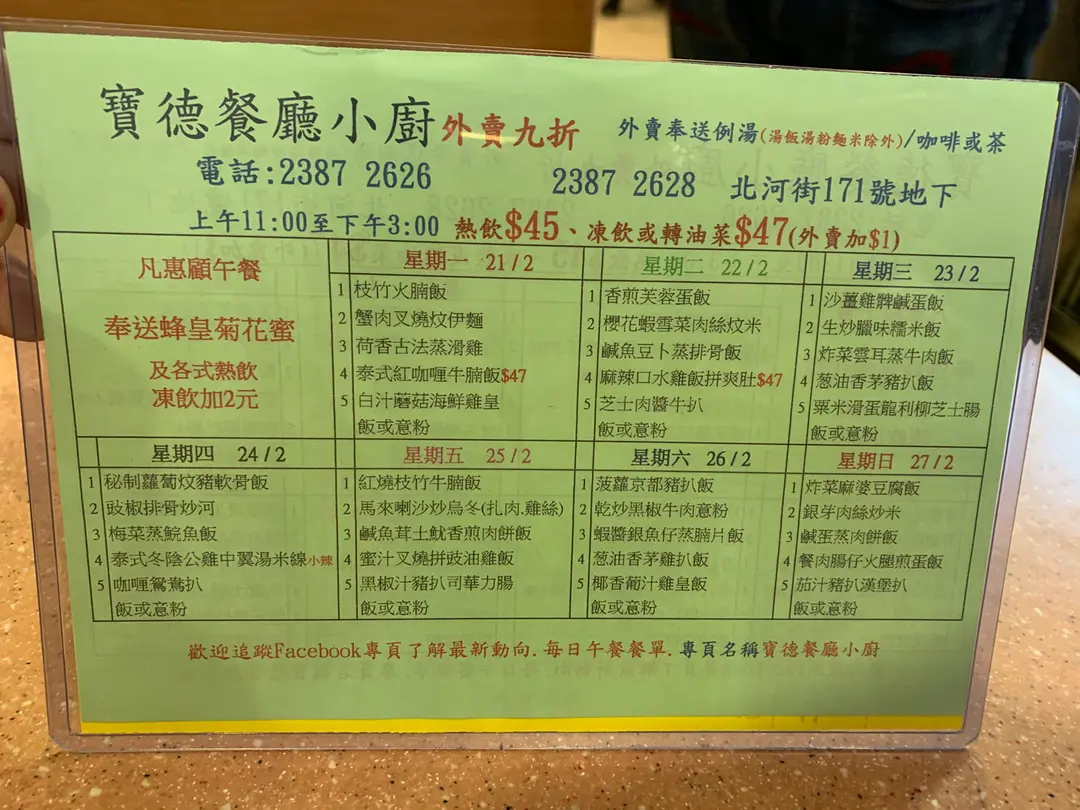 寶德餐廳小廚 外賣九折 外賣奉送例湯(湯飯湯粉麵米除外)/咖啡或茶
電話:2387 2626 2387 2628 北河街171號地下
上午11:00至下午3:00 熱飲$45、凍飲或轉油菜$47(外賣加$1)
凡惠顧午餐
奉送蜂皇菊花蜜
及各式熱飲
凍飲加2元
星期一 21/2
1 枝竹火腩飯
2 蟹肉叉燒炆伊麵
3 荷香古法蒸滑雞
4 泰式紅咖喱牛腩飯$47
5 白汁蘑菇海鮮雞皇
飯或意粉
星期二 22/2
1 香煎芙蓉蛋飯
2 櫻花蝦雪菜肉絲炆米
3 鹹魚豆卜蒸排骨飯
4 麻辣口水雞飯拼爽肚$47
5 芝士肉醬牛扒
飯或意粉
星期三 23/2
1 沙薑雞髀鹹蛋飯
2 生炒臘味糯米飯
3 炸菜雲耳蒸牛肉飯
4 葱油香茅豬扒飯
5 粟米滑蛋龍利柳芝士腸
飯或意粉
星期四 24/2
1 秘制蘿蔔炆豬軟骨飯
2 豉椒排骨炒河
3 梅菜蒸鯇魚飯
4 泰式冬陰公雞中翼湯米線小辣
5 咖喱鴛鴦扒
飯或意粉
星期五 25/2
1 紅燒枝竹牛腩飯
2 馬來喇沙炒烏冬(扎肉.雞絲)
3 鹹魚茸土魷香煎肉餅飯
4 蜜汁叉燒拼豉油雞飯
5 黑椒汁豬扒司華力腸
飯或意粉
星期六 26/2
1 菠蘿京都豬扒飯
2 乾炒黑椒牛肉意粉
3 蝦醬銀魚仔蒸腩片飯
4 葱油香茅雞扒飯
5 椰香葡汁雞皇飯
飯或意粉
星期日 27/2
1 炸菜麻婆豆腐飯
2 銀芽肉絲炒米
3 鹹蛋蒸肉餅飯
4 餐肉腸仔火腿煎蛋飯
5 茄汁豬扒漢堡扒
飯或意粉
歡迎追蹤Facebook專頁了解最新動向.每日午餐餐單.專頁名稱寶德餐廳小廚